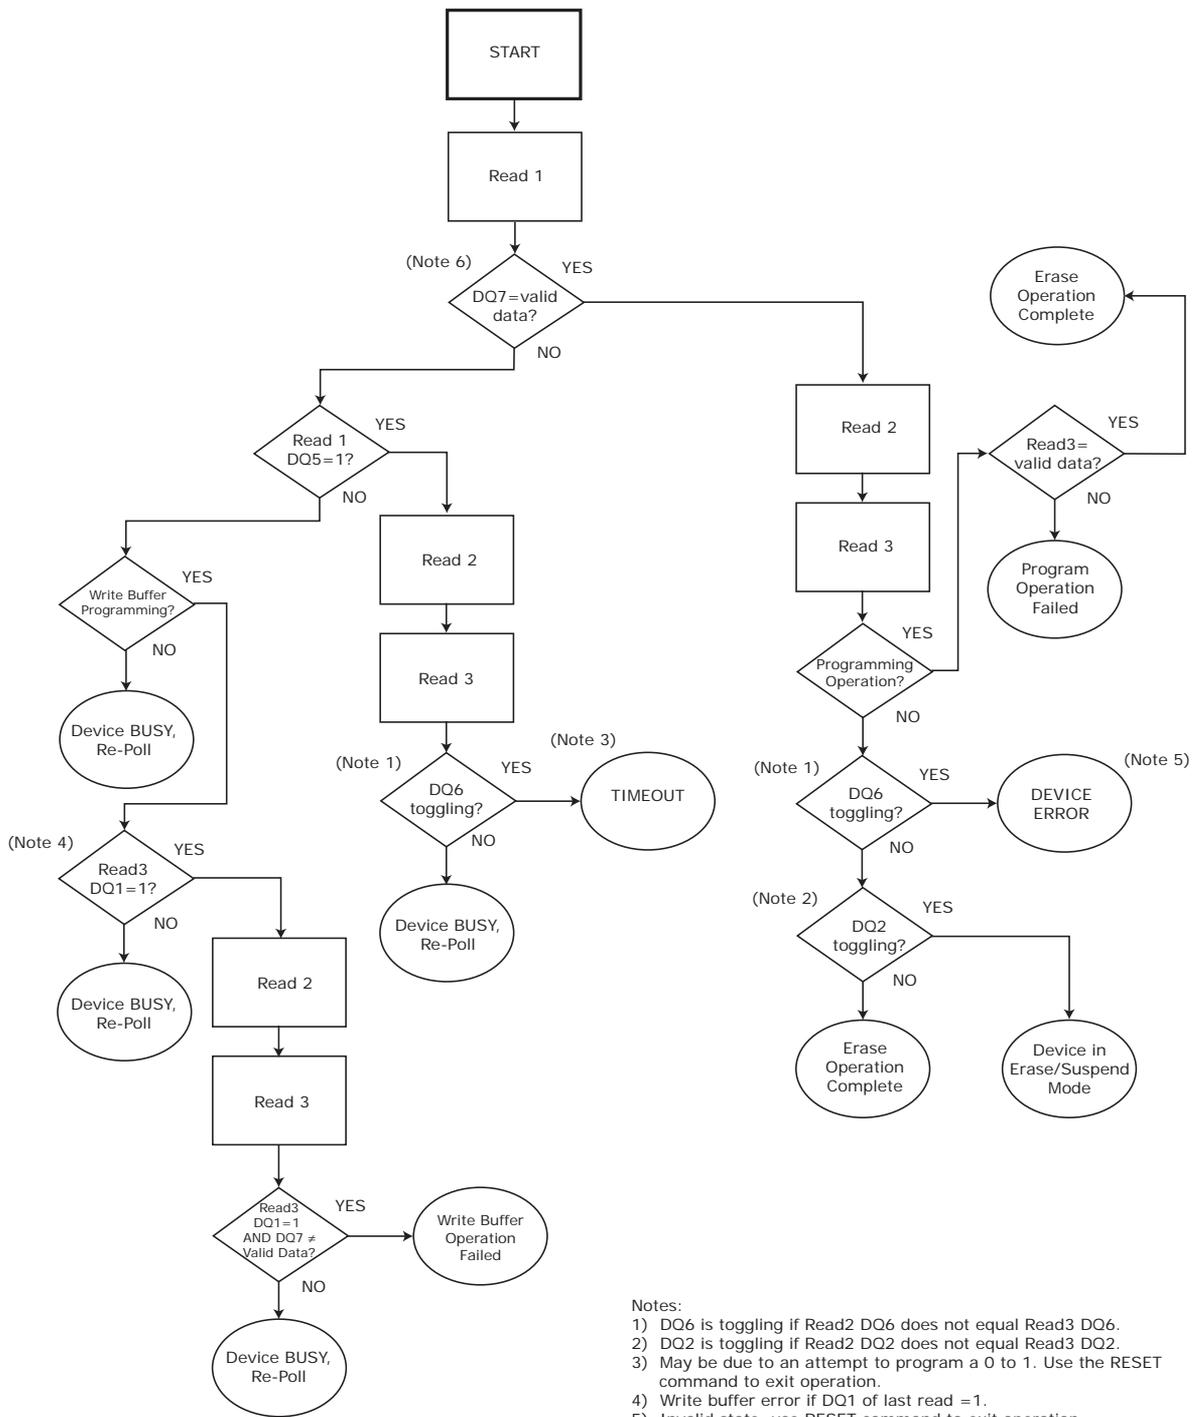 START
Read 1
(Note 6)
YES
DQ7=valid
data?
NO
Erase
Operation
Complete
Read 1
DQ5=1?
YES
NO
Read 2
Read3=
valid data?
YES
NO
Read 2
Read 3
Program
Operation
Failed
Write Buffer
Programming?
YES
NO
Read 3
Programming
Operation?
YES
NO
Device BUSY,
Re-Poll
(Note 1)
DQ6
toggling?
YES
NO
(Note 3)
TIMEOUT
(Note 1)
DQ6
toggling?
YES
NO
DEVICE
ERROR
(Note 5)
(Note 4)
Read3
DQ1=1?
YES
NO
Device BUSY,
Re-Poll
(Note 2)
DQ2
toggling?
YES
NO
Device BUSY,
Re-Poll
Read 2
Erase
Operation
Complete
Device in
Erase/Suspend
Mode
Read 3
Read3
DQ1=1
AND DQ7 ≠
Valid Data?
YES
NO
Write Buffer
Operation
Failed
Device BUSY,
Re-Poll
Notes:
1) DQ6 is toggling if Read2 DQ6 does not equal Read3 DQ6.
2) DQ2 is toggling if Read2 DQ2 does not equal Read3 DQ2.
3) May be due to an attempt to program a 0 to 1. Use the RESET
command to exit operation.
4) Write buffer error if DQ1 of last read =1.